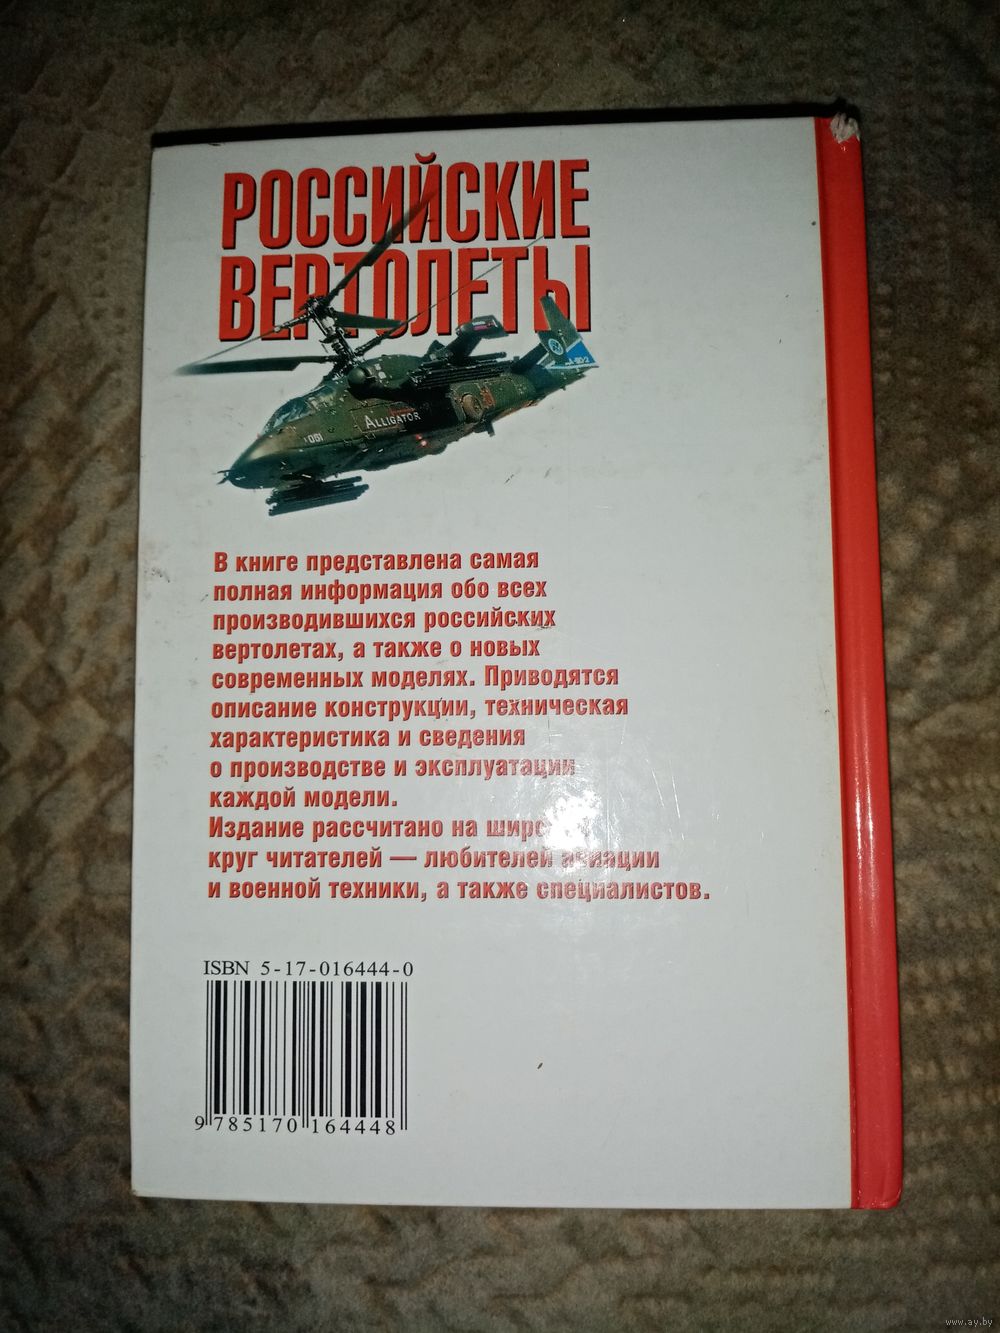 РОССИЙСКИЕ
ВЕРТОЛЕТЫ
ALLIGATOR
061
В книге представлена самая
полная информация обо всех
производившихся российских
вертолетах, а также о новых
современных моделях. Приводятся
описание конструкции, техническая
характеристика и сведения
о производстве и эксплуатации
каждой модели.
Издание рассчитано на
круг читателей — любителей авиации
и военной техники, а также специалистов.
ISBN 5-17-016444-0
9 785170 164448
www.ay.by